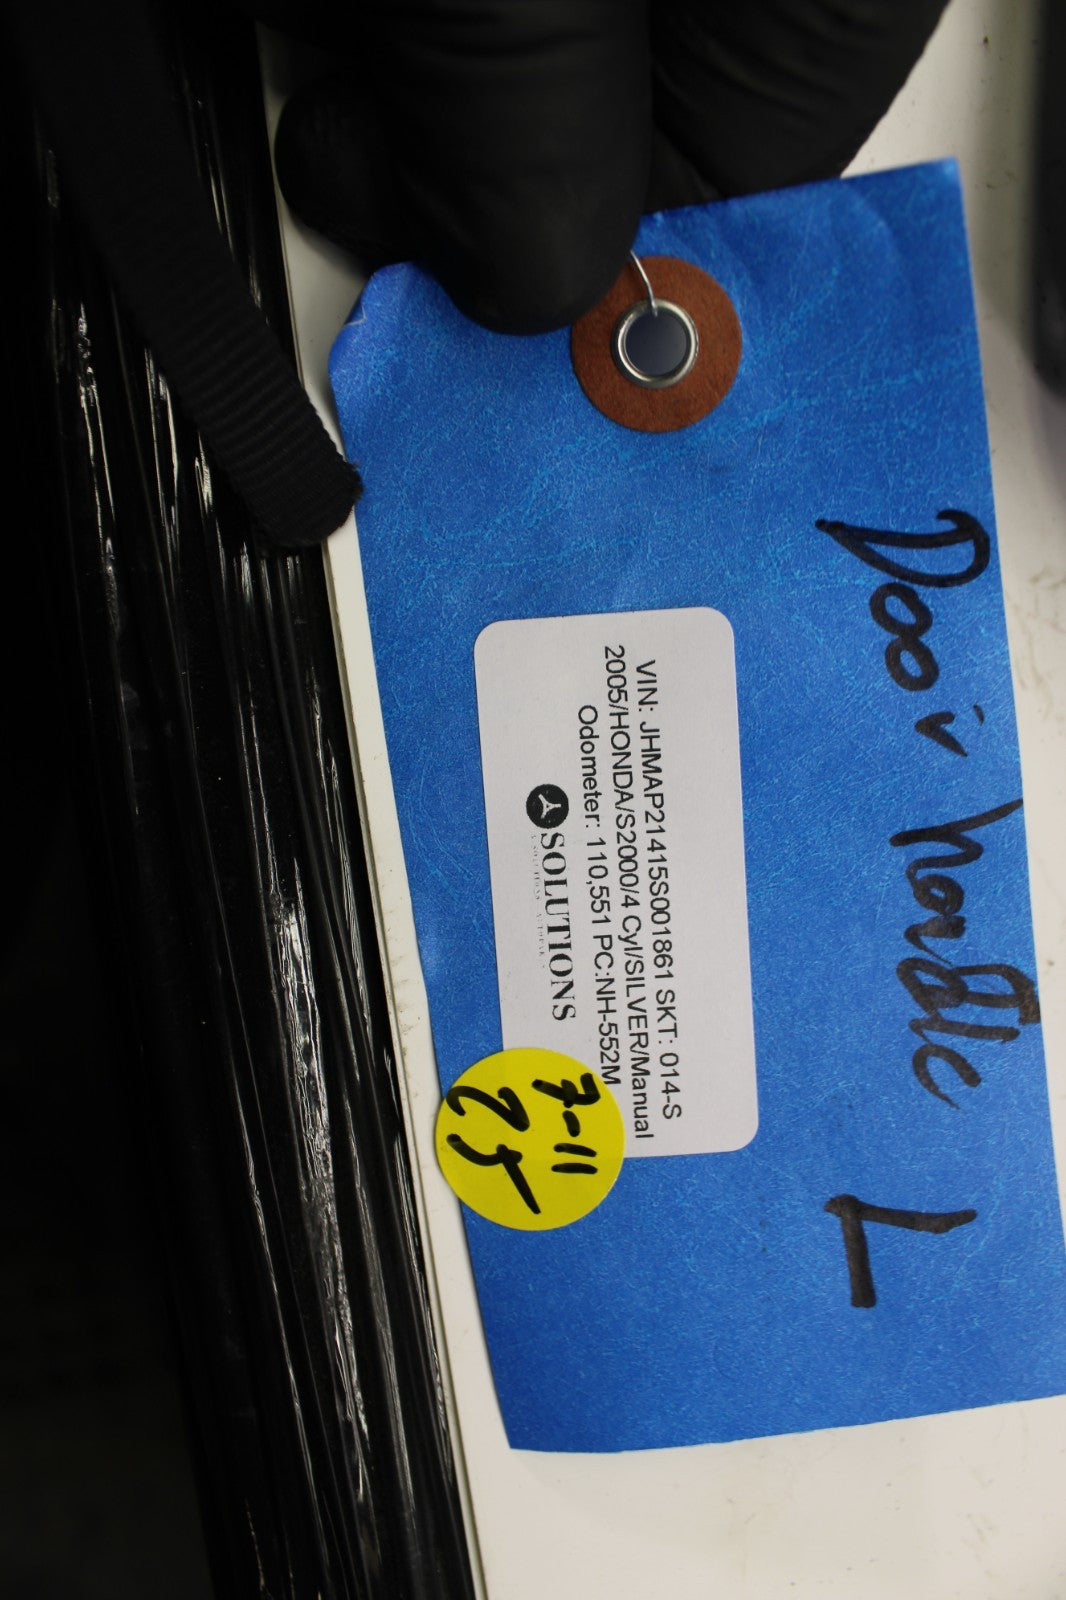 Door handle L
VIN: JHMAP21415S001861 SKT: 014-S
2005/HONDA/S2000/4 Cyl/SILVER/Manual
Odometer: 110,551 PC:NH-552M
SOLUTIONS
7-11
25